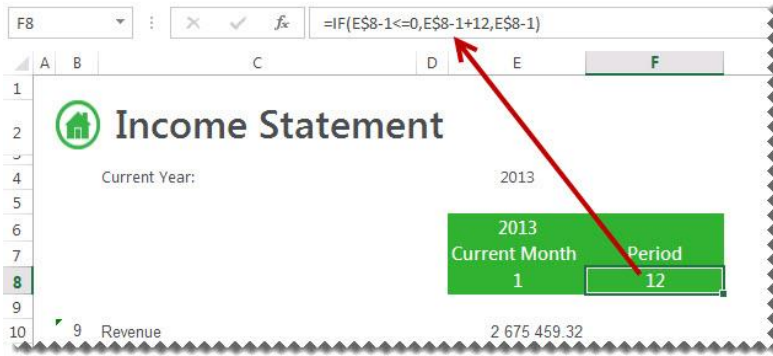 F8 fx =IF(E$8-1<=0,E$8-1+12,E$8-1)
A B C D E F
1
2 Income Statement
3
4 Current Year: 2013
5
6 2013
7 Current Month Period
8 1 12
9
10 9 Revenue 2 675 459.32